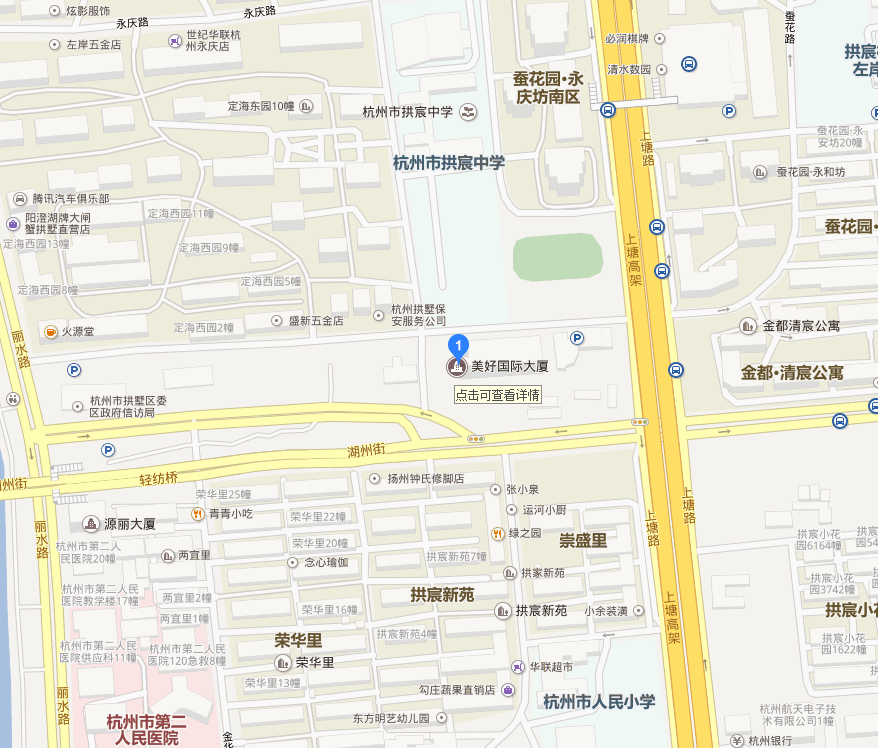 炫影服饰
永庆路
永庆路
左岸五金店
世纪华联杭
州永庆店
必润棋牌
清水数园
蚕花路
拱宸
左岸
蚕花园·永
庆坊南区
定海东园10幢
杭州市拱宸中学
杭州市拱宸中学
上塘路
蚕花园·永
安坊20幢
蚕花园·永和坊
腾讯汽车俱乐部
阳澄湖牌大闸
蟹拱墅直营店
定海西园11幢
定海西园13幢
定海西园9幢
蚕花园·
上塘高架
定海西园8幢
定海西园5幢
杭州拱墅保
安服务公司
盛新五金店
火源堂
定海西园2幢
丽水路
金都清宸公寓
1
美好国际大厦
点击可查看详情
金都·清宸公寓
杭州市拱墅区委
区政府信访局
湖州街
轻纺桥
州街
扬州钟氏修脚店
荣华里25幢
张小泉
青青小吃
荣华里22幢
运河小厨
源丽大厦
绿之园
崇盛里
丽水路
上塘路
上塘路
拱宸小花
园6164幢
园54
杭州市第二人
民医院20幢
两宜里
荣华里20幢
念心瑜伽
拱宸新苑7幢
拱家新苑
杭州市第二人民
医院教学楼17幢
两宜里2幢
两宜里1幢
荣华里16幢
拱宸新苑
拱宸新苑
小余装潢
上塘高架
拱宸小花
园3742幢
拱宸小花
荣华里
荣华里
拱宸新苑4幢
杭州市第二人民
医院供应科11幢
杭州市第二人民
医院120急救8幢
拱宸小花
园1622幢
华联超市
荣华里13幢
勾庄蔬果直销店
杭州市人民小学
丽水路
杭州市第二
人民医院
金华
东方明艺幼儿园
杭州航天电子技
术有限公司1幢
杭州银行